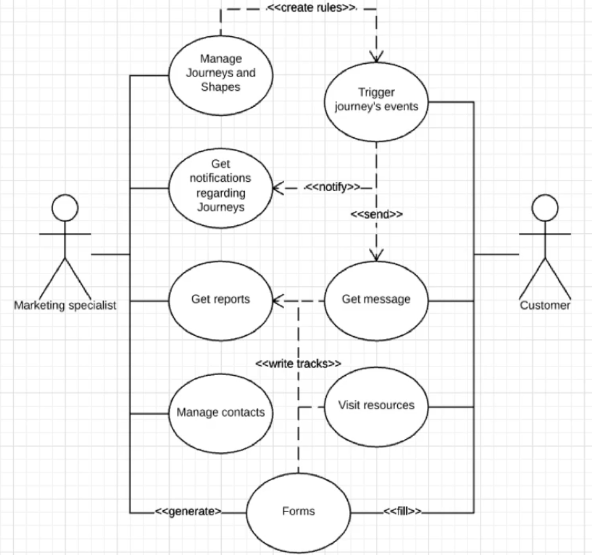 <<create rules>>
Manage
Journeys and
Shapes
Trigger
journey's events
Get
notifications
regarding
Journeys
<<notify>>
<<send>>
Marketing specialist
Get reports
Get message
Customer
<<write tracks>>
Manage contacts
Visit resources
<<generate>
Forms
<<fill>>